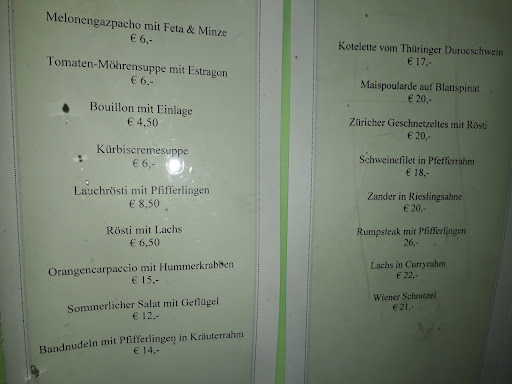 Melonengazpacho mit Feta & Minze
€ 6,-
Tomaten-Möhrensuppe mit Estragon
€ 6,-
Bouillon mit Einlage
€ 4,50
Kürbiscremesuppe
€ 6,-
Lauchrösti mit Pfifferlingen
€ 8,50
Rösti mit Lachs
€ 6,50
Orangencarpaccio mit Hummerkrabben
€ 15,-
Sommerlicher Salat mit Geflügel
€ 12,-
Bandnudeln mit Pfifferlingen in Kräuterrahm
€ 14,-
Kotelette vom Thüringer Durocschwein
€ 17,-
Maispoularde auf Blattspinat
€ 20,-
Züricher Geschnetzeltes mit Rösti
€ 20,-
Schweinefilet in Pfefferrahm
€ 18,-
Zander in Rieslingsahne
€ 20,-
Rumpsteak mit Pfifferlingen
26,-
Lachs in Curryrahm
€ 22,-
Wiener Schnitzel
€ 21,-